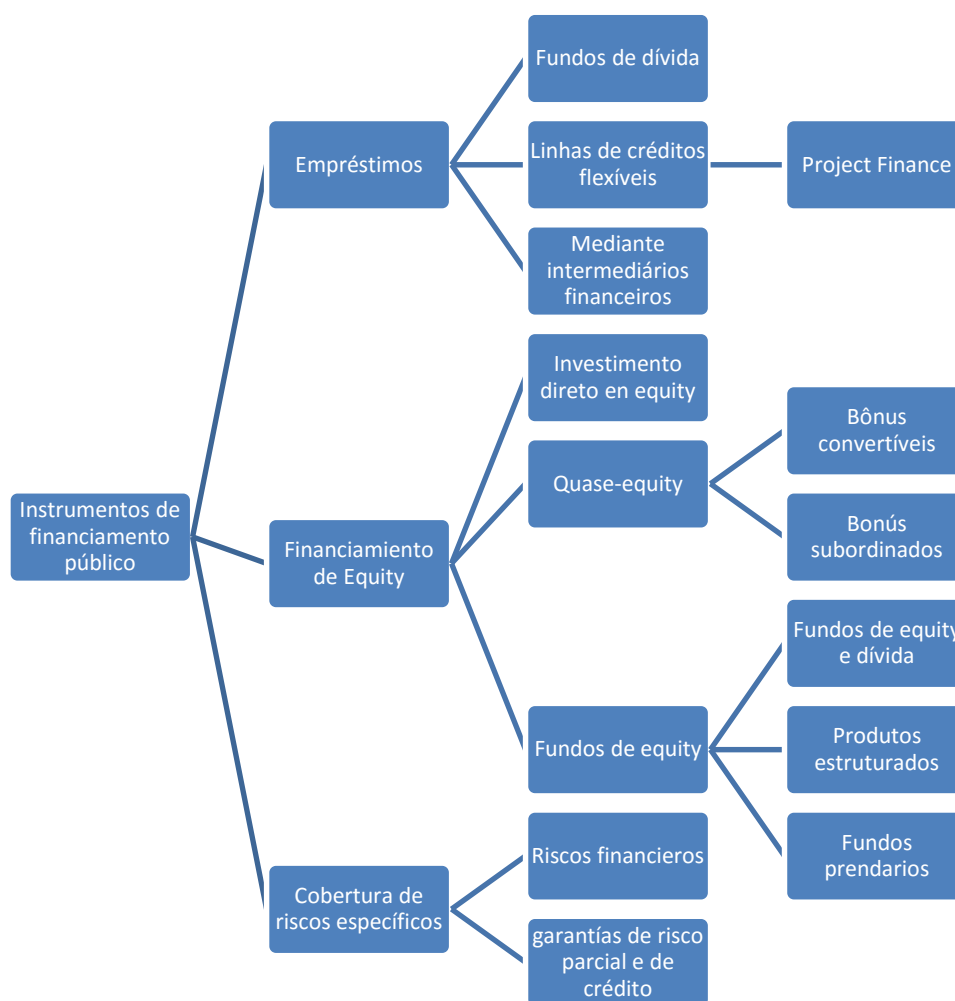 Fundos de dívida
Empréstimos
Linhas de créditos
flexíveis
Project Finance
Mediante
intermediários
financeiros
Investimento
direto en equity
Bônus
convertíveis
Quase-equity
Instrumentos de
financiamento
público
Financiamiento
de Equity
Bonús
subordinados
Fundos de equity
e dívida
Fundos de equity
Produtos
estruturados
Fundos
prendarios
Riscos financieros
Cobertura de
riscos específicos
garantías de risco
parcial e de
crédito